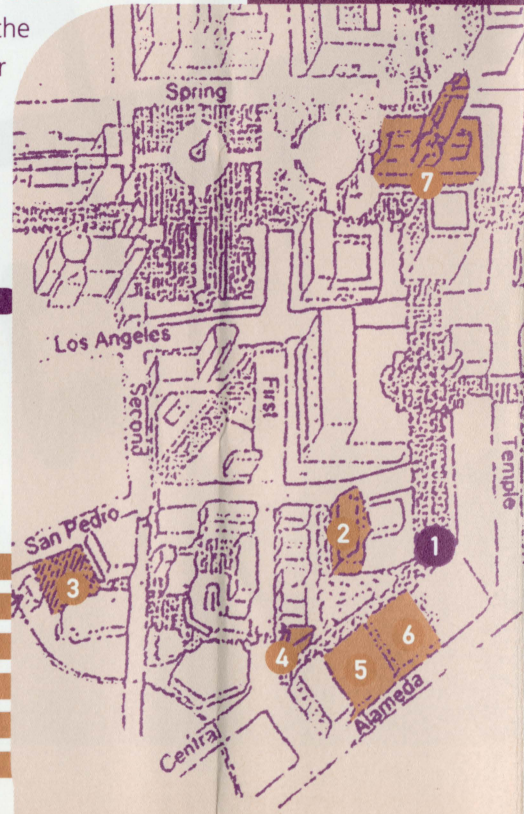 the
r
Spring
7
Los Angeles
Second
First
Temple
San Pedro
2
1
3
4
6
5
Alameda
Central